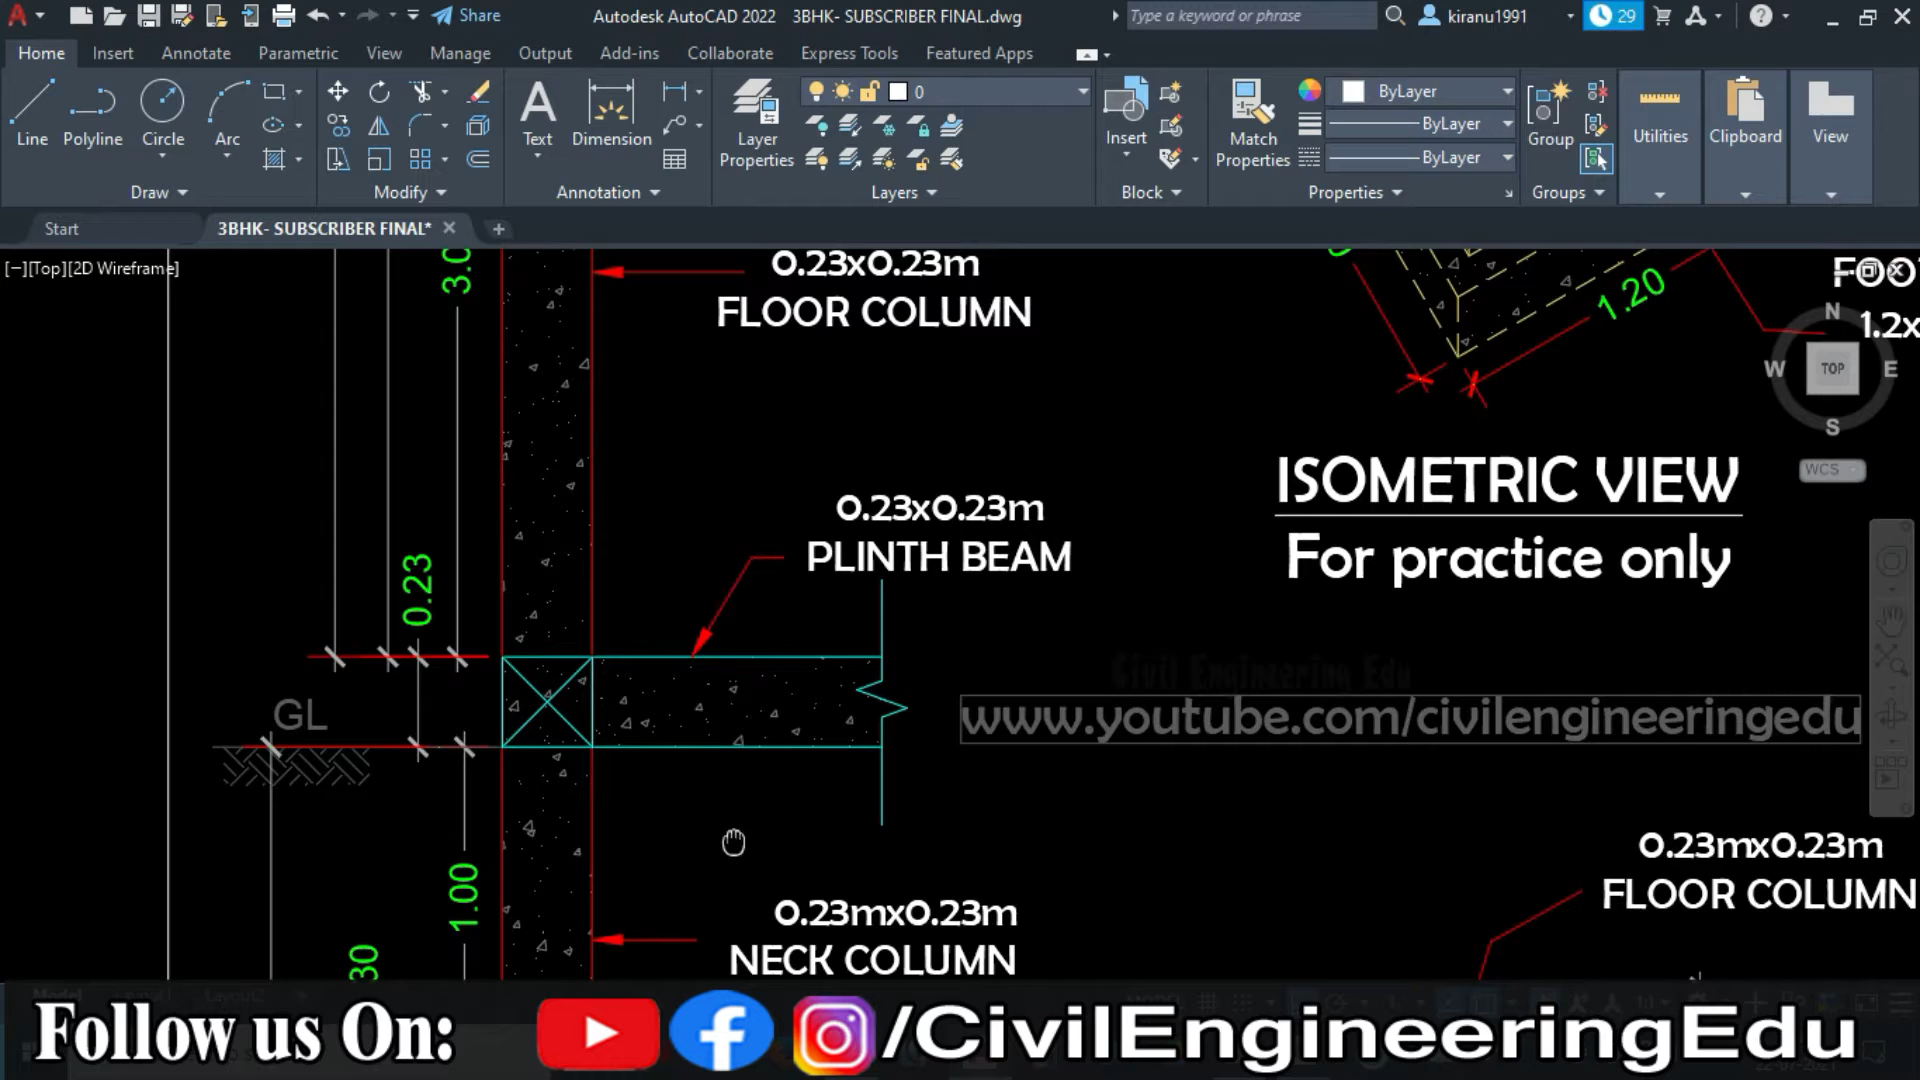 Share
Autodesk AutoCAD 2022 3BHK- SUBSCRIBER FINAL.dwg
Type a keyword or phrase
kiranu1991
29
Home Insert Annotate Parametric View Manage Output Add-ins Collaborate Express Tools Featured Apps
0
ByLayer
ByLayer
ByLayer
Line Polyline Circle Arc
Text Dimension
Layer Properties
Insert
Match Properties
Group
Utilities Clipboard View
Draw Modify Annotation Layers Block Properties Groups
Start 3BHK- SUBSCRIBER FINAL*
[−][Top][2D Wireframe]
3.0
0.23x0.23m
FLOOR COLUMN
1.20
FOO
1.2x
N
W TOP E
S
WCS
ISOMETRIC VIEW
For practice only
0.23x0.23m
PLINTH BEAM
0.23
GL
Civil Engineering Edu
www.youtube.com/civilengineeringedu
1.00
30
0.23mx0.23m
NECK COLUMN
0.23mx0.23m
FLOOR COLUMN
Follow us On: /CivilEngineeringEdu